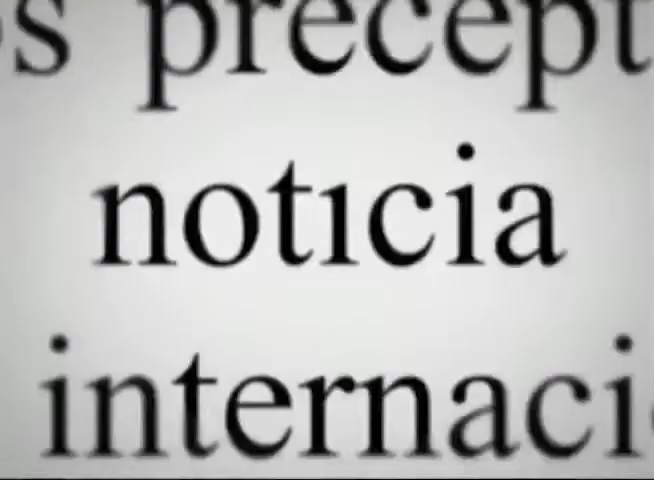 s precept
notıcia
internaci